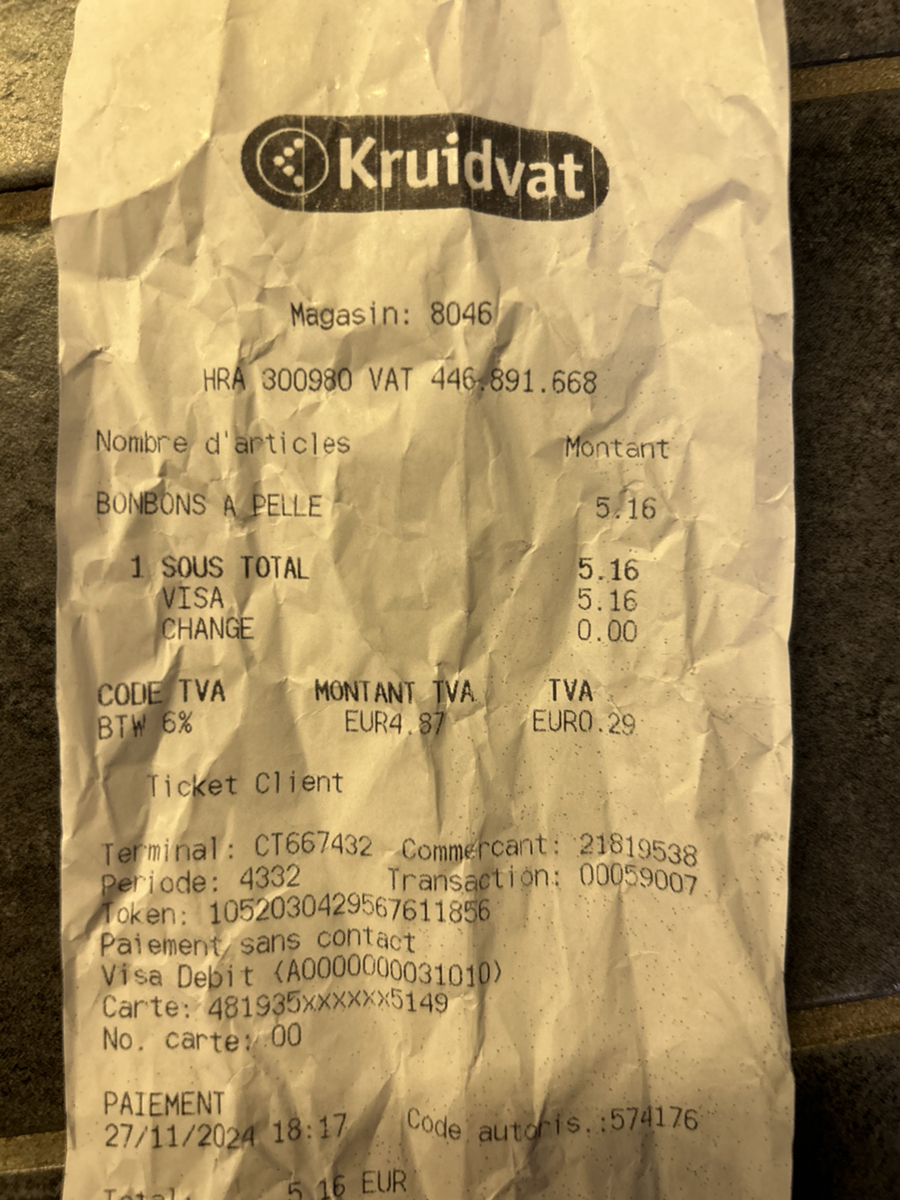 Kruidvat
Magasin: 8046
HRA 300980 VAT 446.891.668
Nombre d'articles Montant
BONBONS A PELLE 5.16
1 SOUS TOTAL 5.16
VISA 5.16
CHANGE 0.00
CODE TVA MONTANT TVA TVA
BTW 6% EUR4.87 EUR0.29
Ticket Client
Terminal: CT667432 Commercant: 21819538
Periode: 4332 Transaction: 00059007
Token: 1052030429567611856
Paiement sans contact
Visa Debit (A0000000031010)
Carte: 481935xxxxxx5149
No. carte: 00
PAIEMENT
27/11/2024 18:17 Code autoris.:574176
Total: 5.16 EUR